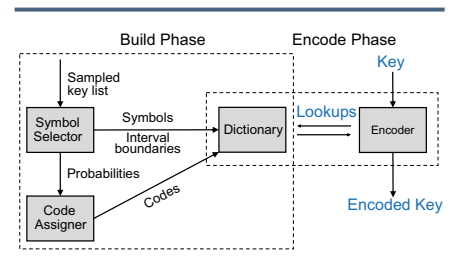 Build Phase
Encode Phase
Sampled
key list
Key
Symbol
Selector
Symbols
Interval
boundaries
Dictionary
Lookups
Encoder
Probabilities
Codes
Code
Assigner
Encoded Key